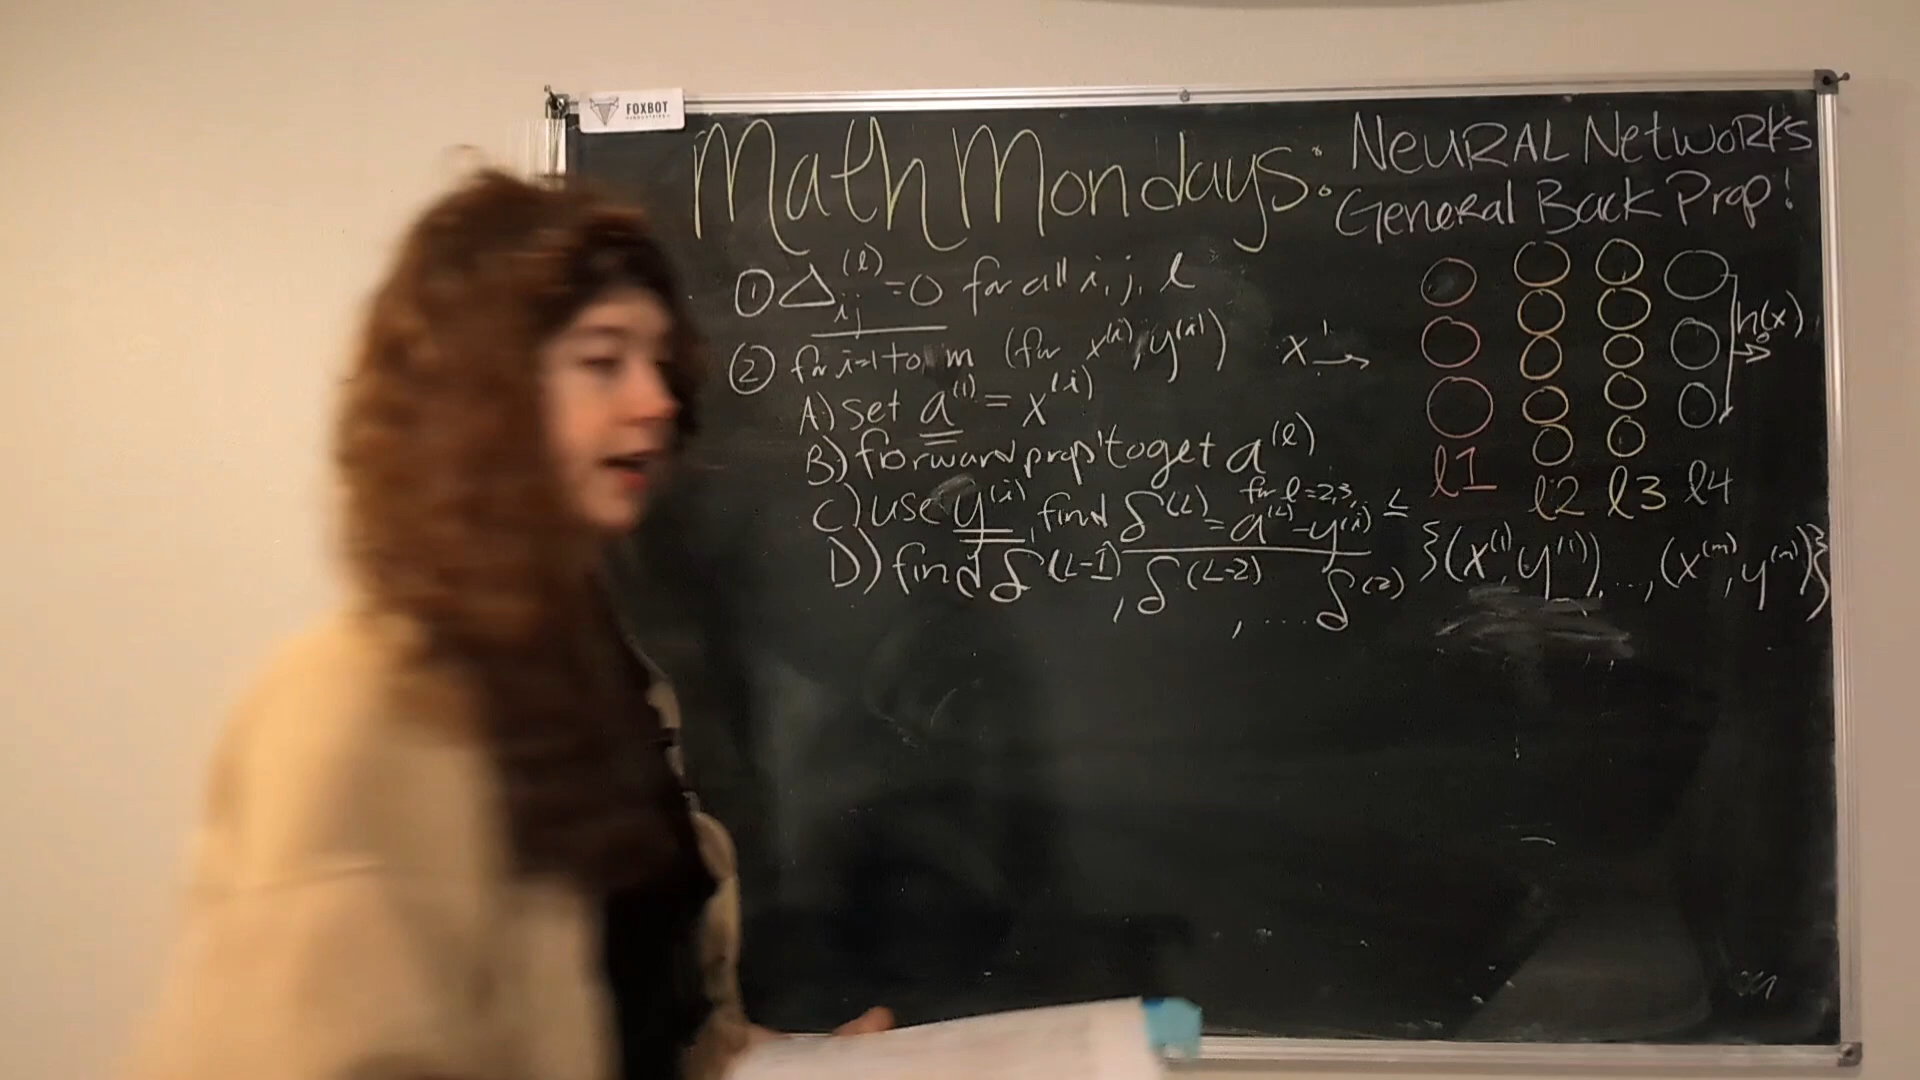 FOXBOT
Math Mondays:
NEURAL NetwoRKs
GeneRal Back Prop!
① Δij^(l) = 0 for all i, j, l
② for i=1 to m (for x^(i), y^(i))
A) set a^(1) = x^(i)
B) forward prop' to get a^(l)
for l = 2,3, L
C) use y^(i), find δ^(L) = a^(L) - y^(i)
D) find δ^(L-1), δ^(L-2), ... δ^(2)
x →
h(x)
l1 l2 l3 l4
{(x^(1), y^(1)), ..., (x^(m), y^(m))}